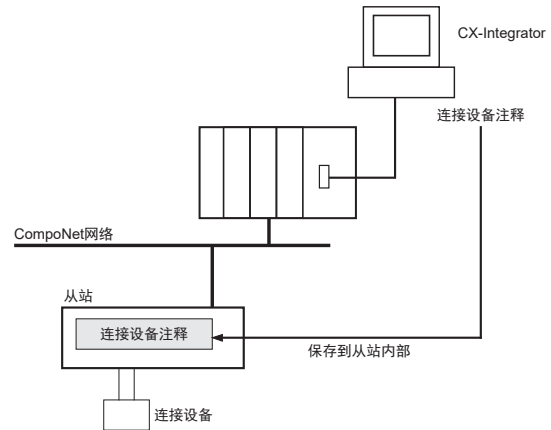 CX-Integrator
连接设备注释
CompoNet网络
从站
连接设备注释
保存到从站内部
连接设备